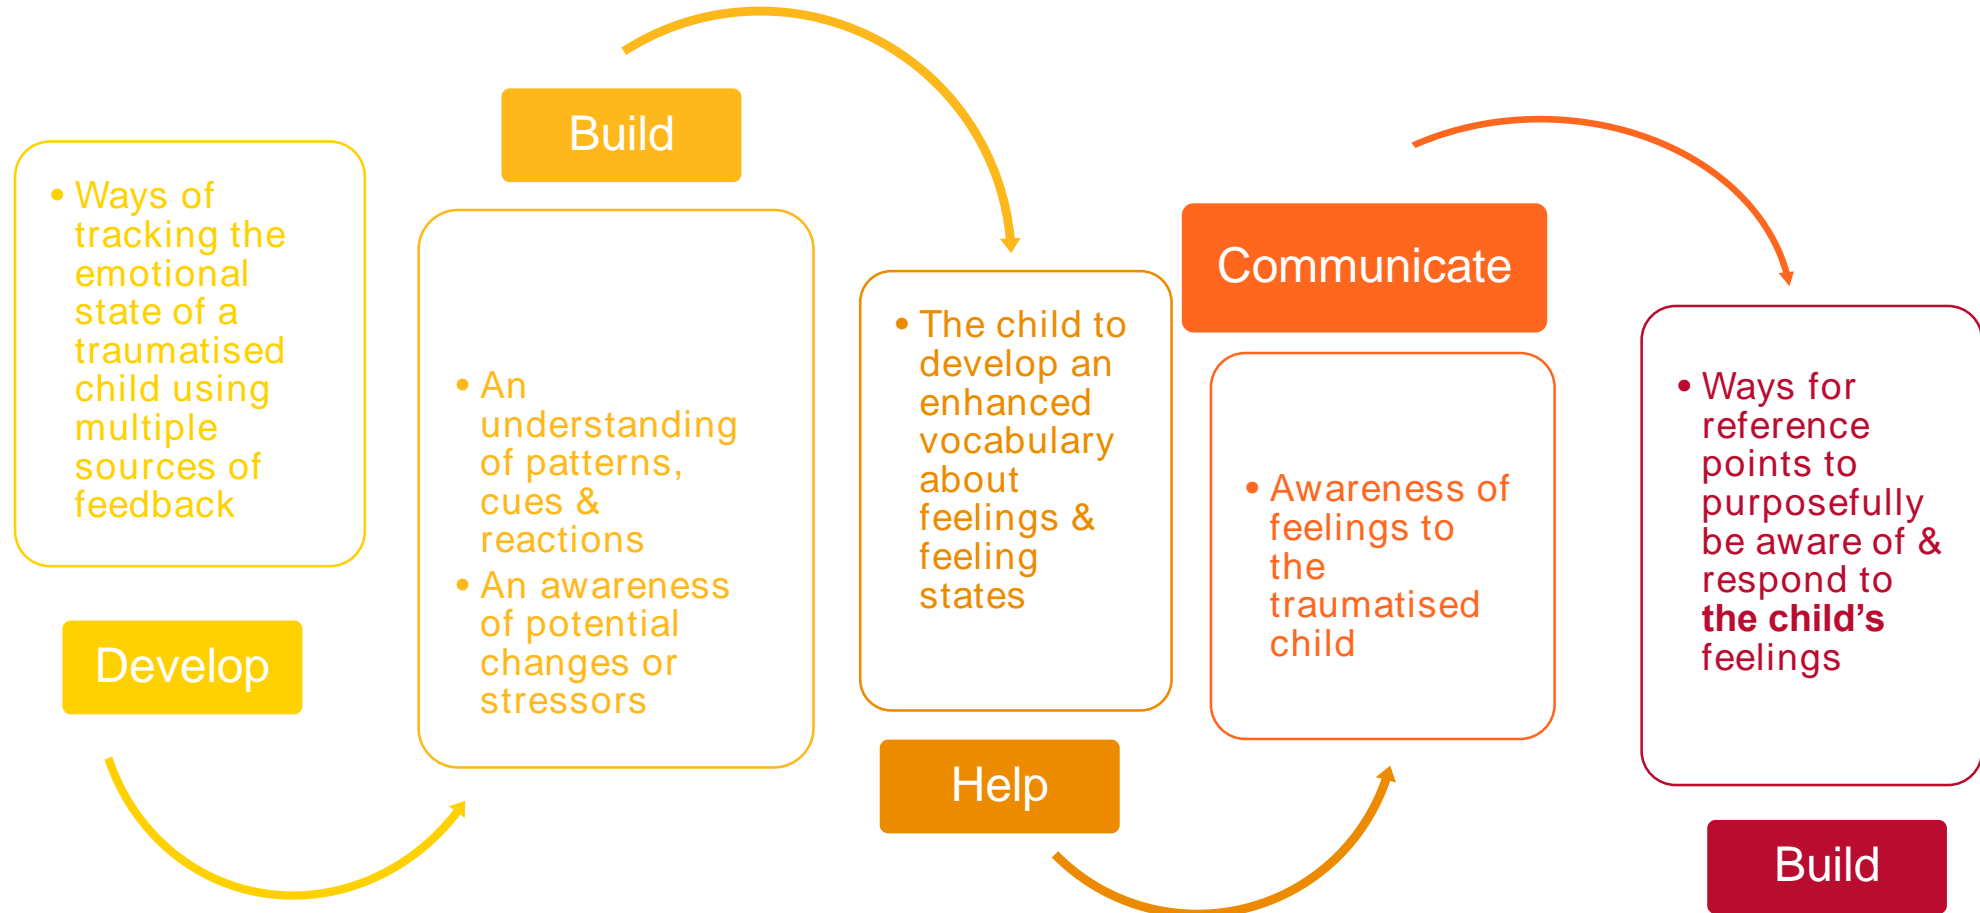 • Ways of
tracking the
emotional
state of a
traumatised
child using
multiple
sources of
feedback
Develop
Build
• An
understanding
of patterns,
cues &
reactions
• An awareness
of potential
changes or
stressors
• The child to
develop an
enhanced
vocabulary
about
feelings &
feeling
states
Help
Communicate
• Awareness of
feelings to
the
traumatised
child
• Ways for
reference
points to
purposefully
be aware of &
respond to
the child’s
feelings
Build